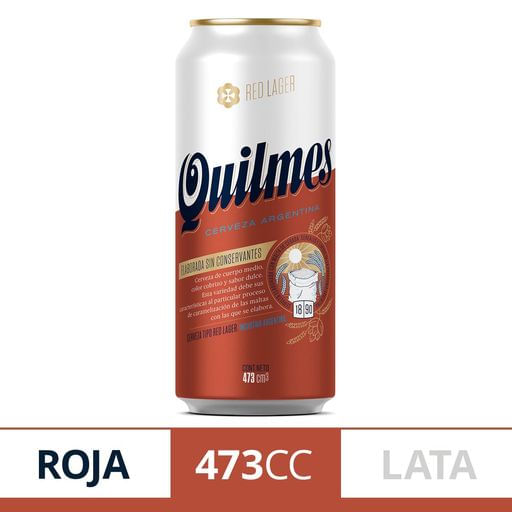 RED LAGER
Quilmes
CERVEZA ARGENTINA
ELABORADA SIN CONSERVANTES
Cerveza de cuerpo medio,
color cobrizo y sabor dulce.
Esta variedad debe sus
características al particular proceso
de caramelización de las maltas
con las que se elabora.
CERVEZA TIPO RED LAGER INDUSTRIA ARGENTINA
18 90
CONT. NETO
473 cm³
ROJA
473CC
LATA